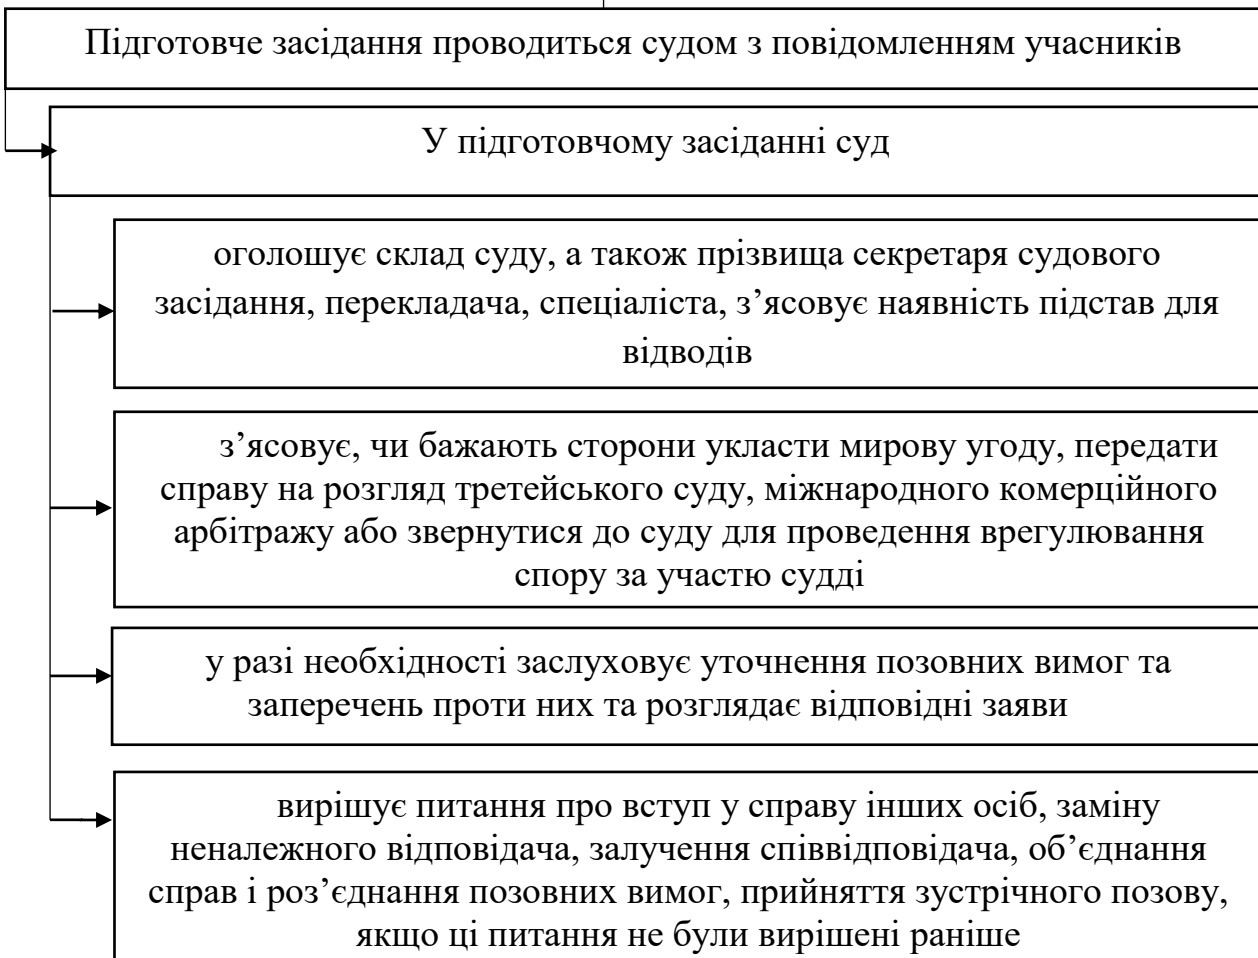 Підготовче засідання проводиться судом з повідомленням учасників
У підготовчому засіданні суд
оголошує склад суду, а також прізвища секретаря судового
засідання, перекладача, спеціаліста, з’ясовує наявність підстав для
відводів
з’ясовує, чи бажають сторони укласти мирову угоду, передати
справу на розгляд третейського суду, міжнародного комерційного
арбітражу або звернутися до суду для проведення врегулювання
спору за участю судді
у разі необхідності заслуховує уточнення позовних вимог та
заперечень проти них та розглядає відповідні заяви
вирішує питання про вступ у справу інших осіб, заміну
неналежного відповідача, залучення співвідповідача, об’єднання
справ і роз’єднання позовних вимог, прийняття зустрічного позову,
якщо ці питання не були вирішені раніше